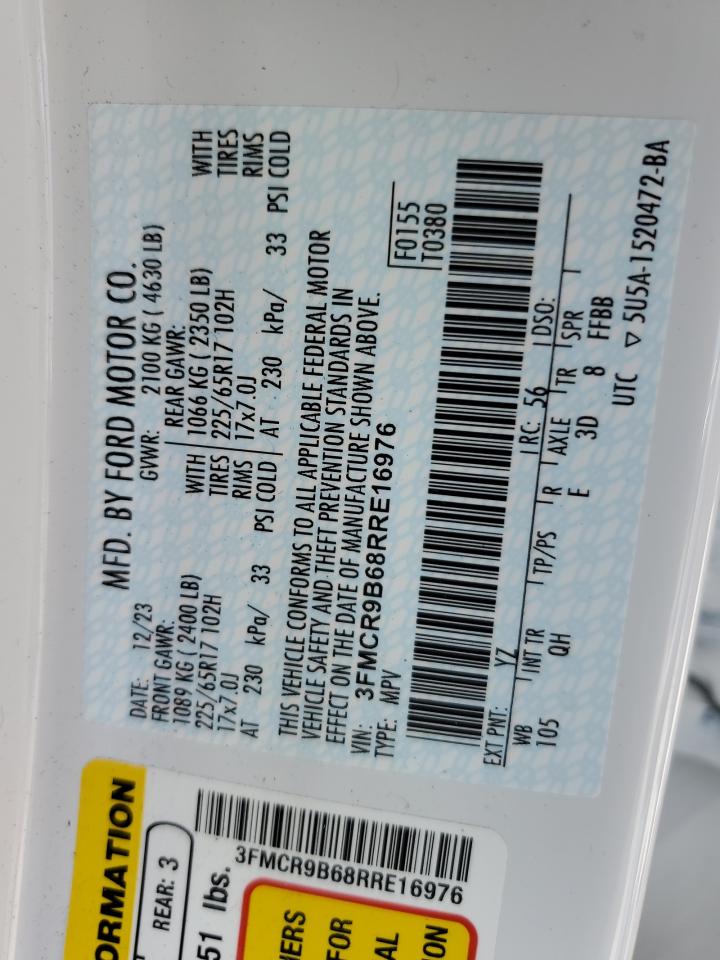 MFD. BY FORD MOTOR CO.
DATE: 12/23 GVWR: 2100 KG ( 4630 LB)
FRONT GAWR: REAR GAWR:
1089 KG ( 2400 LB) WITH 1066 KG ( 2350 LB) WITH
225/65R17 102H TIRES 225/65R17 102H TIRES
17x7.0J RIMS 17x7.0J RIMS
AT 230 kPa/ 33 PSI COLD AT 230 kPa/ 33 PSI COLD
THIS VEHICLE CONFORMS TO ALL APPLICABLE FEDERAL MOTOR
VEHICLE SAFETY AND THEFT PREVENTION STANDARDS IN
EFFECT ON THE DATE OF MANUFACTURE SHOWN ABOVE.
VIN: 3FMCR9B68RRE16976
TYPE: MPV
F0155
T0380
EXT PNT: YZ RC: 56 DSO:
WB INT TR TP/PS R AXLE TR SPR
105 QH E 3D 8 FFBB
UTC ▽ 5U5A-1520472-BA
ORMATION
REAR: 3
51 lbs.
3FMCR9B68RRE16976
NERS
FOR
AL
ON